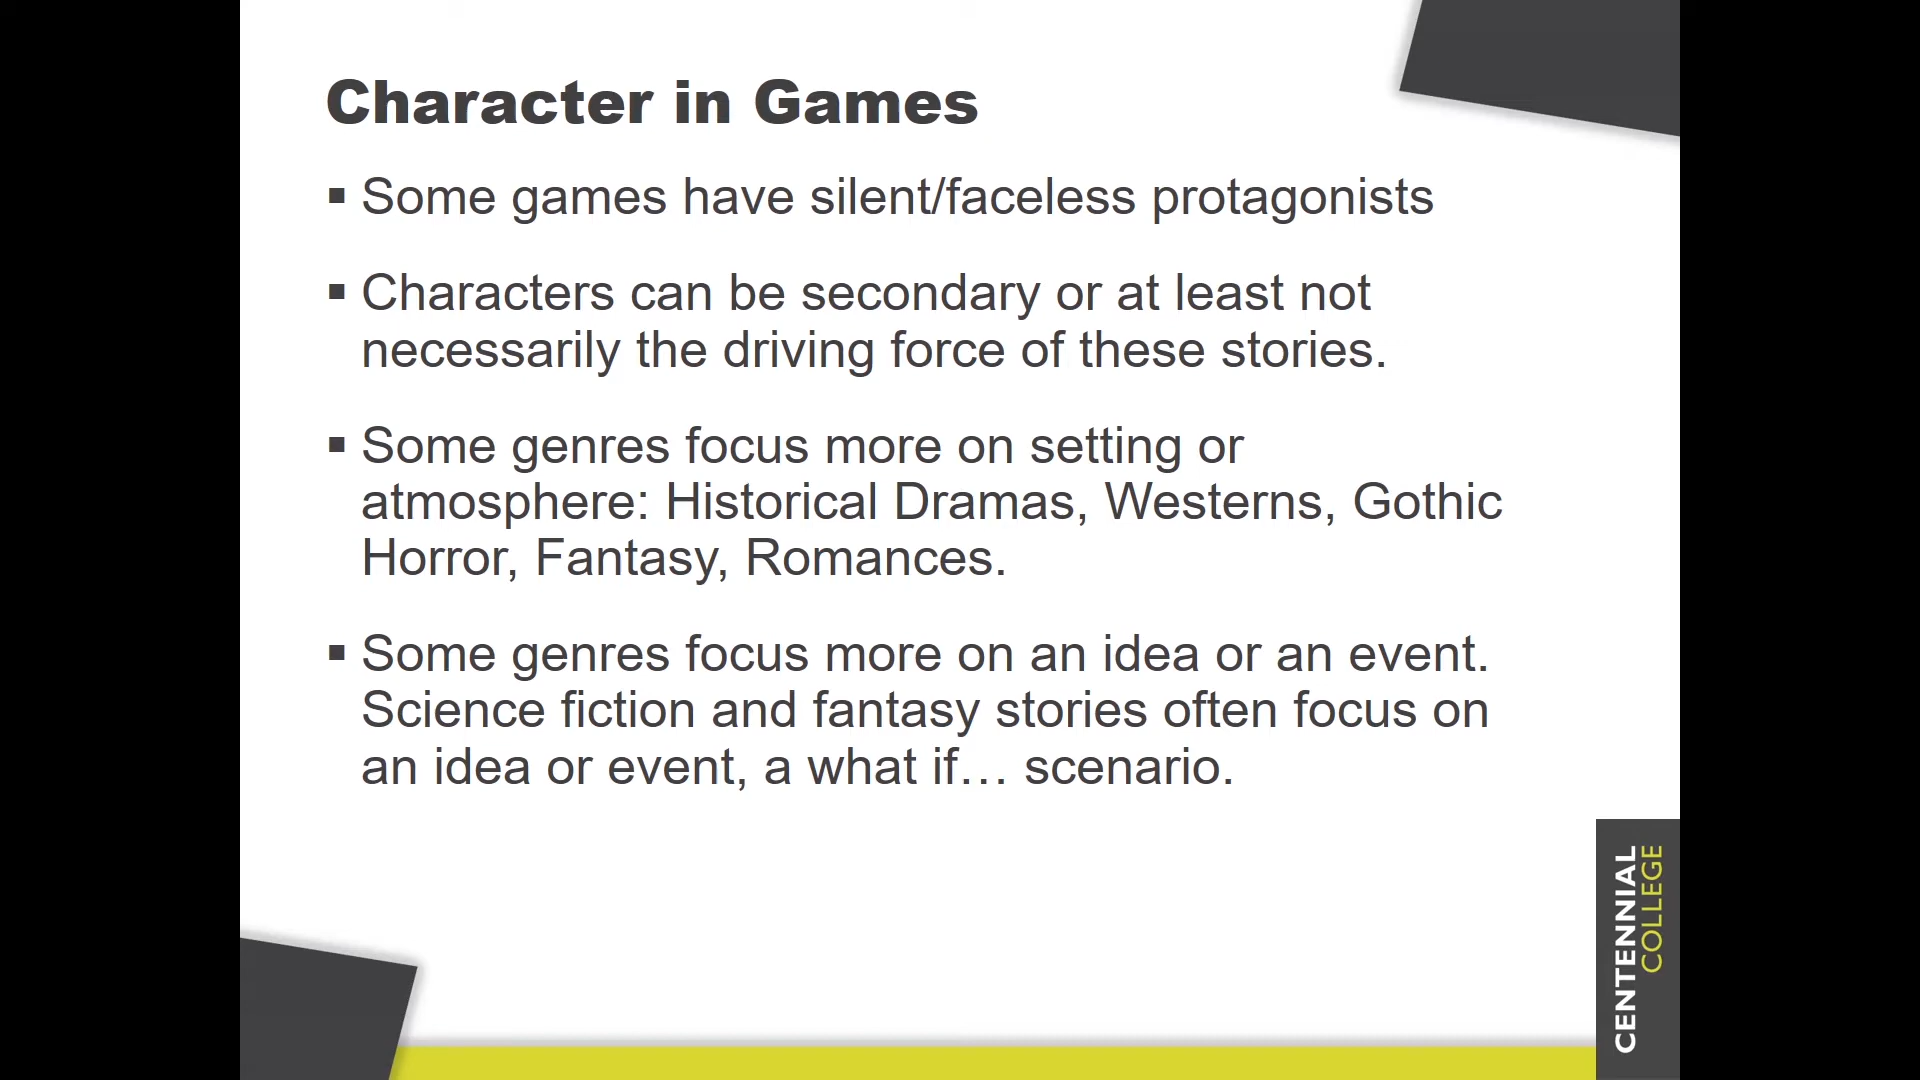 Character in Games
▪ Some games have silent/faceless protagonists
▪ Characters can be secondary or at least not
necessarily the driving force of these stories.
▪ Some genres focus more on setting or
atmosphere: Historical Dramas, Westerns, Gothic
Horror, Fantasy, Romances.
▪ Some genres focus more on an idea or an event.
Science fiction and fantasy stories often focus on
an idea or event, a what if… scenario.
CENTENNIAL
COLLEGE